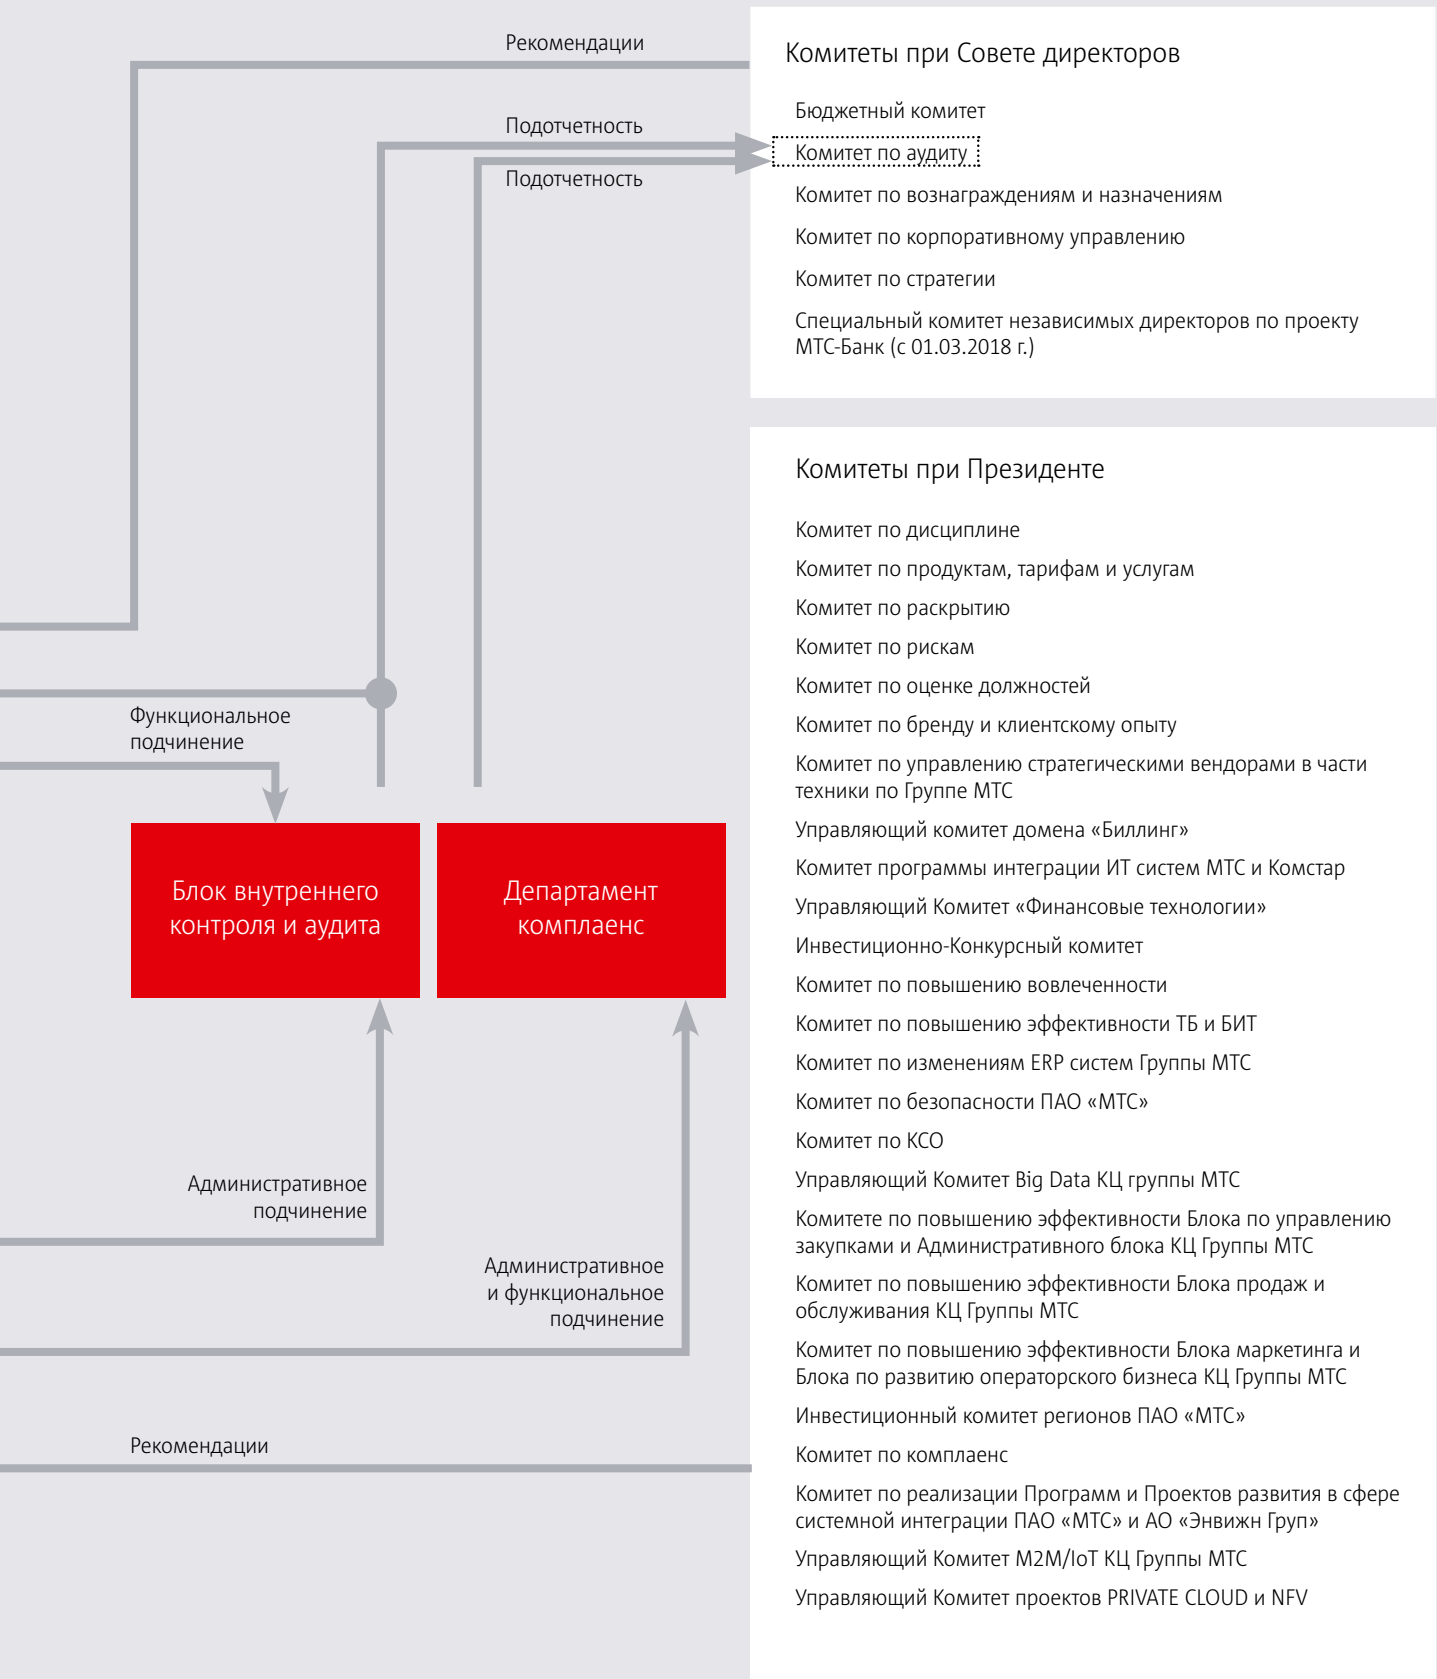 Рекомендации
Подотчетность
Подотчетность
Комитеты при Совете директоров
Бюджетный комитет
Комитет по аудиту
Комитет по вознаграждениям и назначениям
Комитет по корпоративному управлению
Комитет по стратегии
Специальный комитет независимых директоров по проекту
МТС-Банк (с 01.03.2018 г.)
Функциональное
подчинение
Блок внутреннего
контроля и аудита
Департамент
комплаенс
Административное
подчинение
Административное
и функциональное
подчинение
Рекомендации
Комитеты при Президенте
Комитет по дисциплине
Комитет по продуктам, тарифам и услугам
Комитет по раскрытию
Комитет по рискам
Комитет по оценке должностей
Комитет по бренду и клиентскому опыту
Комитет по управлению стратегическими вендорами в части
техники по Группе МТС
Управляющий комитет домена «Биллинг»
Комитет программы интеграции ИТ систем МТС и Комстар
Управляющий Комитет «Финансовые технологии»
Инвестиционно-Конкурсный комитет
Комитет по повышению вовлеченности
Комитет по повышению эффективности ТБ и БИТ
Комитет по изменениям ERP систем Группы МТС
Комитет по безопасности ПАО «МТС»
Комитет по КСО
Управляющий Комитет Big Data КЦ группы МТС
Комитете по повышению эффективности Блока по управлению
закупками и Административного блока КЦ Группы МТС
Комитет по повышению эффективности Блока продаж и
обслуживания КЦ Группы МТС
Комитет по повышению эффективности Блока маркетинга и
Блока по развитию операторского бизнеса КЦ Группы МТС
Инвестиционный комитет регионов ПАО «МТС»
Комитет по комплаенс
Комитет по реализации Программ и Проектов развития в сфере
системной интеграции ПАО «МТС» и АО «Энвижн Груп»
Управляющий Комитет M2M/IoT КЦ Группы МТС
Управляющий Комитет проектов PRIVATE CLOUD и NFV